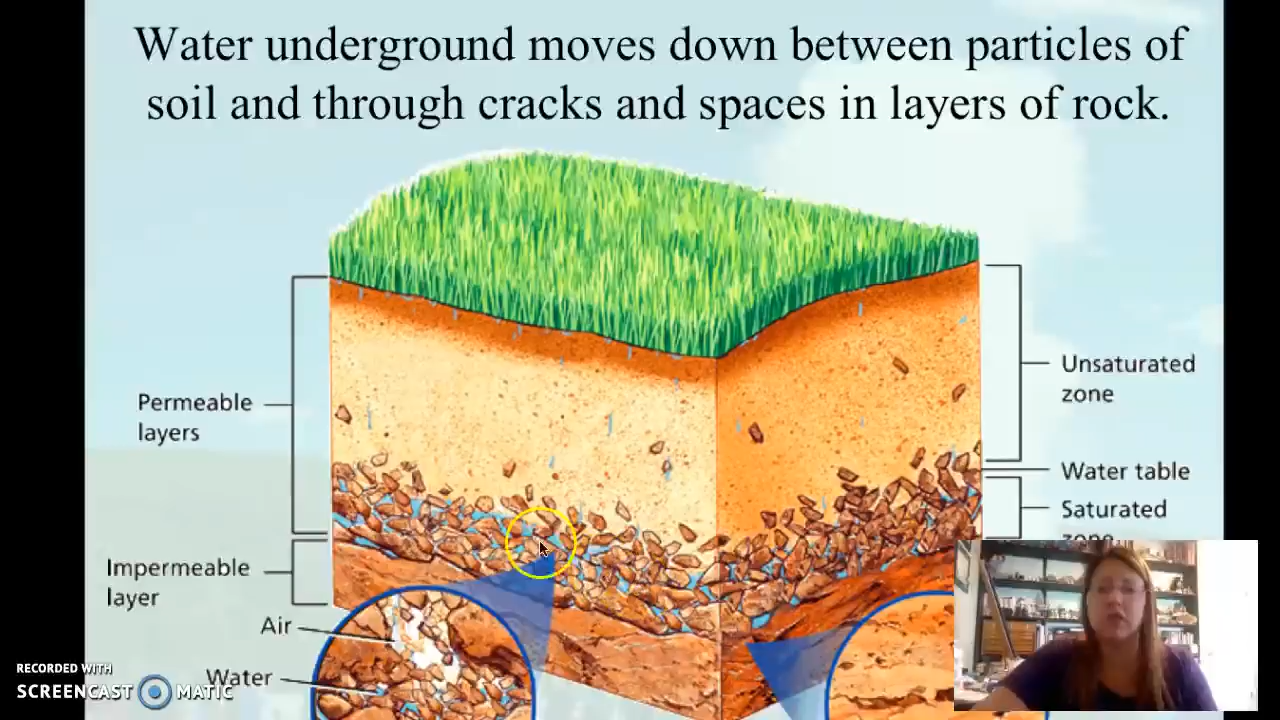 Water underground moves down between particles of
soil and through cracks and spaces in layers of rock.
Permeable
layers
Impermeable
layer
Air
Water
Unsaturated
zone
Water table
Saturated
zone
RECORDED WITH
SCREENCAST MATIC